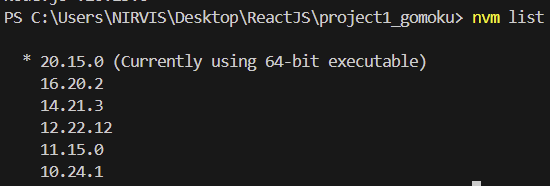 PS C:\Users\NIRVIS\Desktop\ReactJS\project1_gomoku> nvm list
* 20.15.0 (Currently using 64-bit executable)
16.20.2
14.21.3
12.22.12
11.15.0
10.24.1